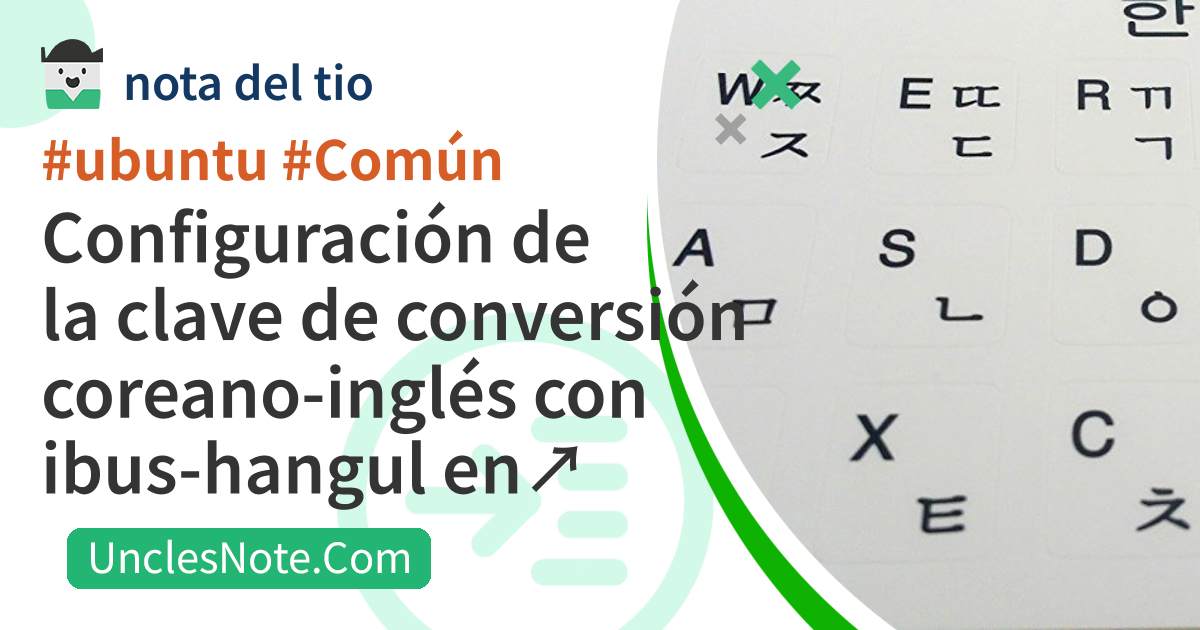 nota del tio
#ubuntu #Común
Configuración de
la clave de conversión
coreano-inglés con
ibus-hangul en↗
UnclesNote.Com
한
W ㅉ E ㄸ R ㄲ
ㅈ ㄷ ㄱ
A S D
ㅁ ㄴ ㅇ
X C
ㅌ ㅊ